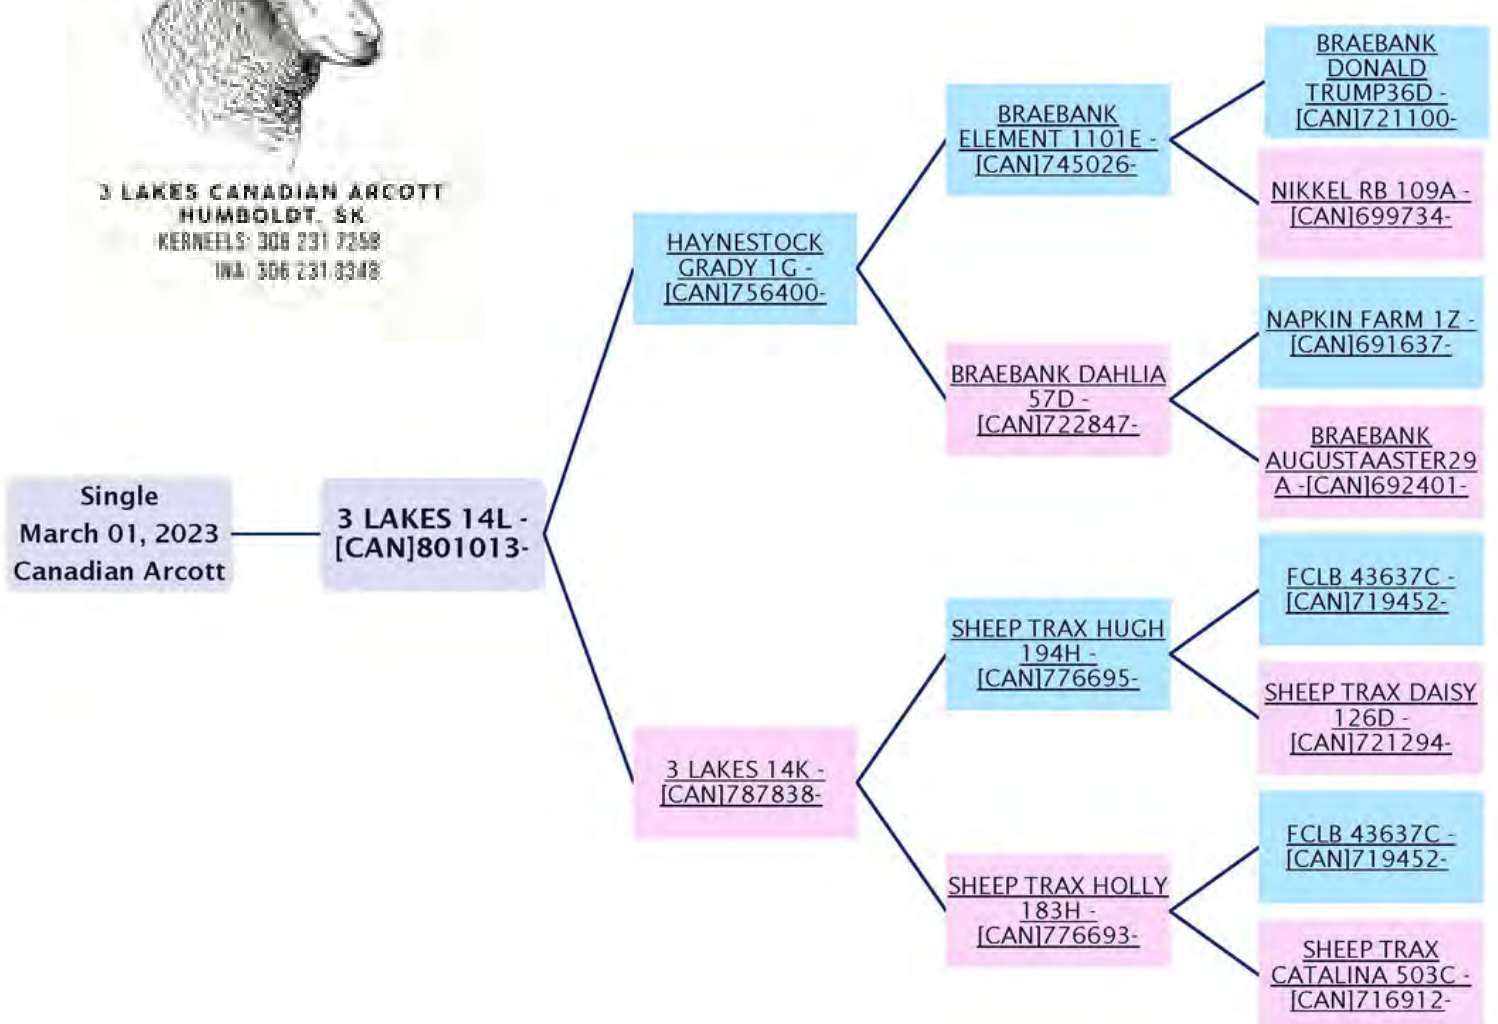 3 LAKES CANADIAN ARCOTT
HUMBOLDT, SK
KERNEELS: 306 231 7258
INA: 306 231 8348
Single
March 01, 2023
Canadian Arcott
3 LAKES 14L -
[CAN]801013-
HAYNESTOCK
GRADY 1G -
[CAN]756400-
3 LAKES 14K -
[CAN]787838-
BRAEBANK
ELEMENT 1101E -
[CAN]745026-
BRAEBANK DAHLIA
57D -
[CAN]722847-
SHEEP TRAX HUGH
194H -
[CAN]776695-
SHEEP TRAX HOLLY
183H -
[CAN]776693-
BRAEBANK
DONALD
TRUMP36D -
[CAN]721100-
NIKKEL RB 109A -
[CAN]699734-
NAPKIN FARM 1Z -
[CAN]691637-
BRAEBANK
AUGUSTAASTER29
A -[CAN]692401-
FCLB 43637C -
[CAN]719452-
SHEEP TRAX DAISY
126D -
[CAN]721294-
FCLB 43637C -
[CAN]719452-
SHEEP TRAX
CATALINA 503C -
[CAN]716912-